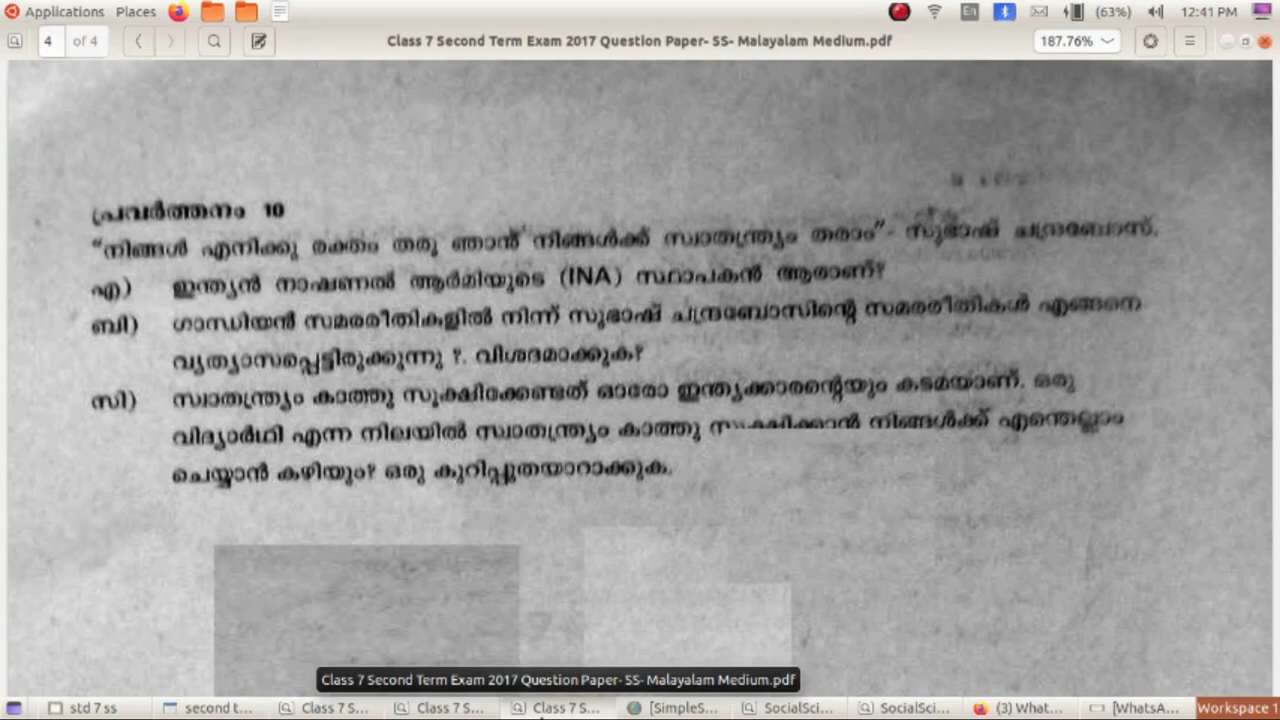 Applications Places En (63%) 12:41 PM
4 of 4 Class 7 Second Term Exam 2017 Question Paper- SS- Malayalam Medium.pdf 187.76%
പ്രവർത്തനം 10
“നിങ്ങൾ എനിക്കു രക്തം തരൂ ഞാൻ നിങ്ങൾക്ക് സ്വാതന്ത്ര്യം തരാം”- സുഭാഷ് ചന്ദ്രബോസ്.
എ) ഇന്ത്യൻ നാഷണൽ ആർമിയുടെ (INA) സ്ഥാപകൻ ആരാണ്?
ബി) ഗാന്ധിയൻ സമരരീതികളിൽ നിന്ന് സുഭാഷ് ചന്ദ്രബോസിന്റെ സമരരീതികൾ എങ്ങനെ
വ്യത്യാസപ്പെട്ടിരുക്കുന്നു ?. വിശദമാക്കുക?
സി) സ്വാതന്ത്ര്യം കാത്തു സൂക്ഷിക്കേണ്ടത് ഓരോ ഇന്ത്യക്കാരന്റെയും കടമയാണ്. ഒരു
വിദ്യാർഥി എന്ന നിലയിൽ സ്വാതന്ത്ര്യം കാത്തു നിങ്ങൾക്ക് എന്തെല്ലാം
ചെയ്യാൻ കഴിയും? ഒരു കുറിപ്പുതയാറാക്കുക.
Class 7 Second Term Exam 2017 Question Paper- SS- Malayalam Medium.pdf
std 7 ss second t... Class 7 S... Class 7 S... Class 7 S... [SimpleS... SocialSci... SocialSci... (3) What... [WhatsA... Workspace 1